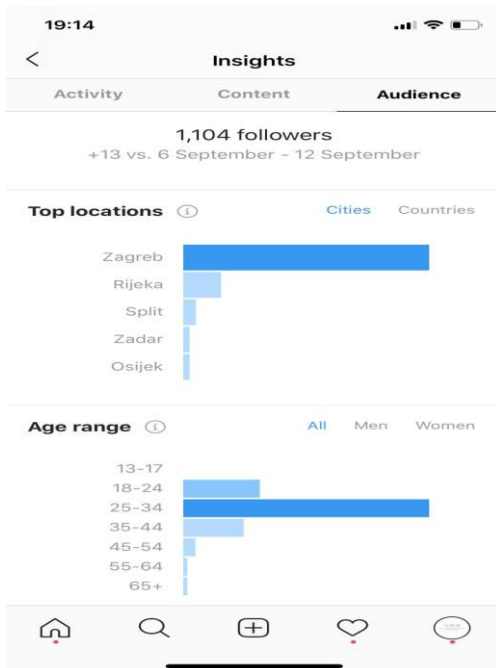 19:14
Insights
Activity Content Audience
1,104 followers
+13 vs. 6 September - 12 September
Top locations Cities Countries
Zagreb
Rijeka
Split
Zadar
Osijek
Age range All Men Women
13-17
18-24
25-34
35-44
45-54
55-64
65+